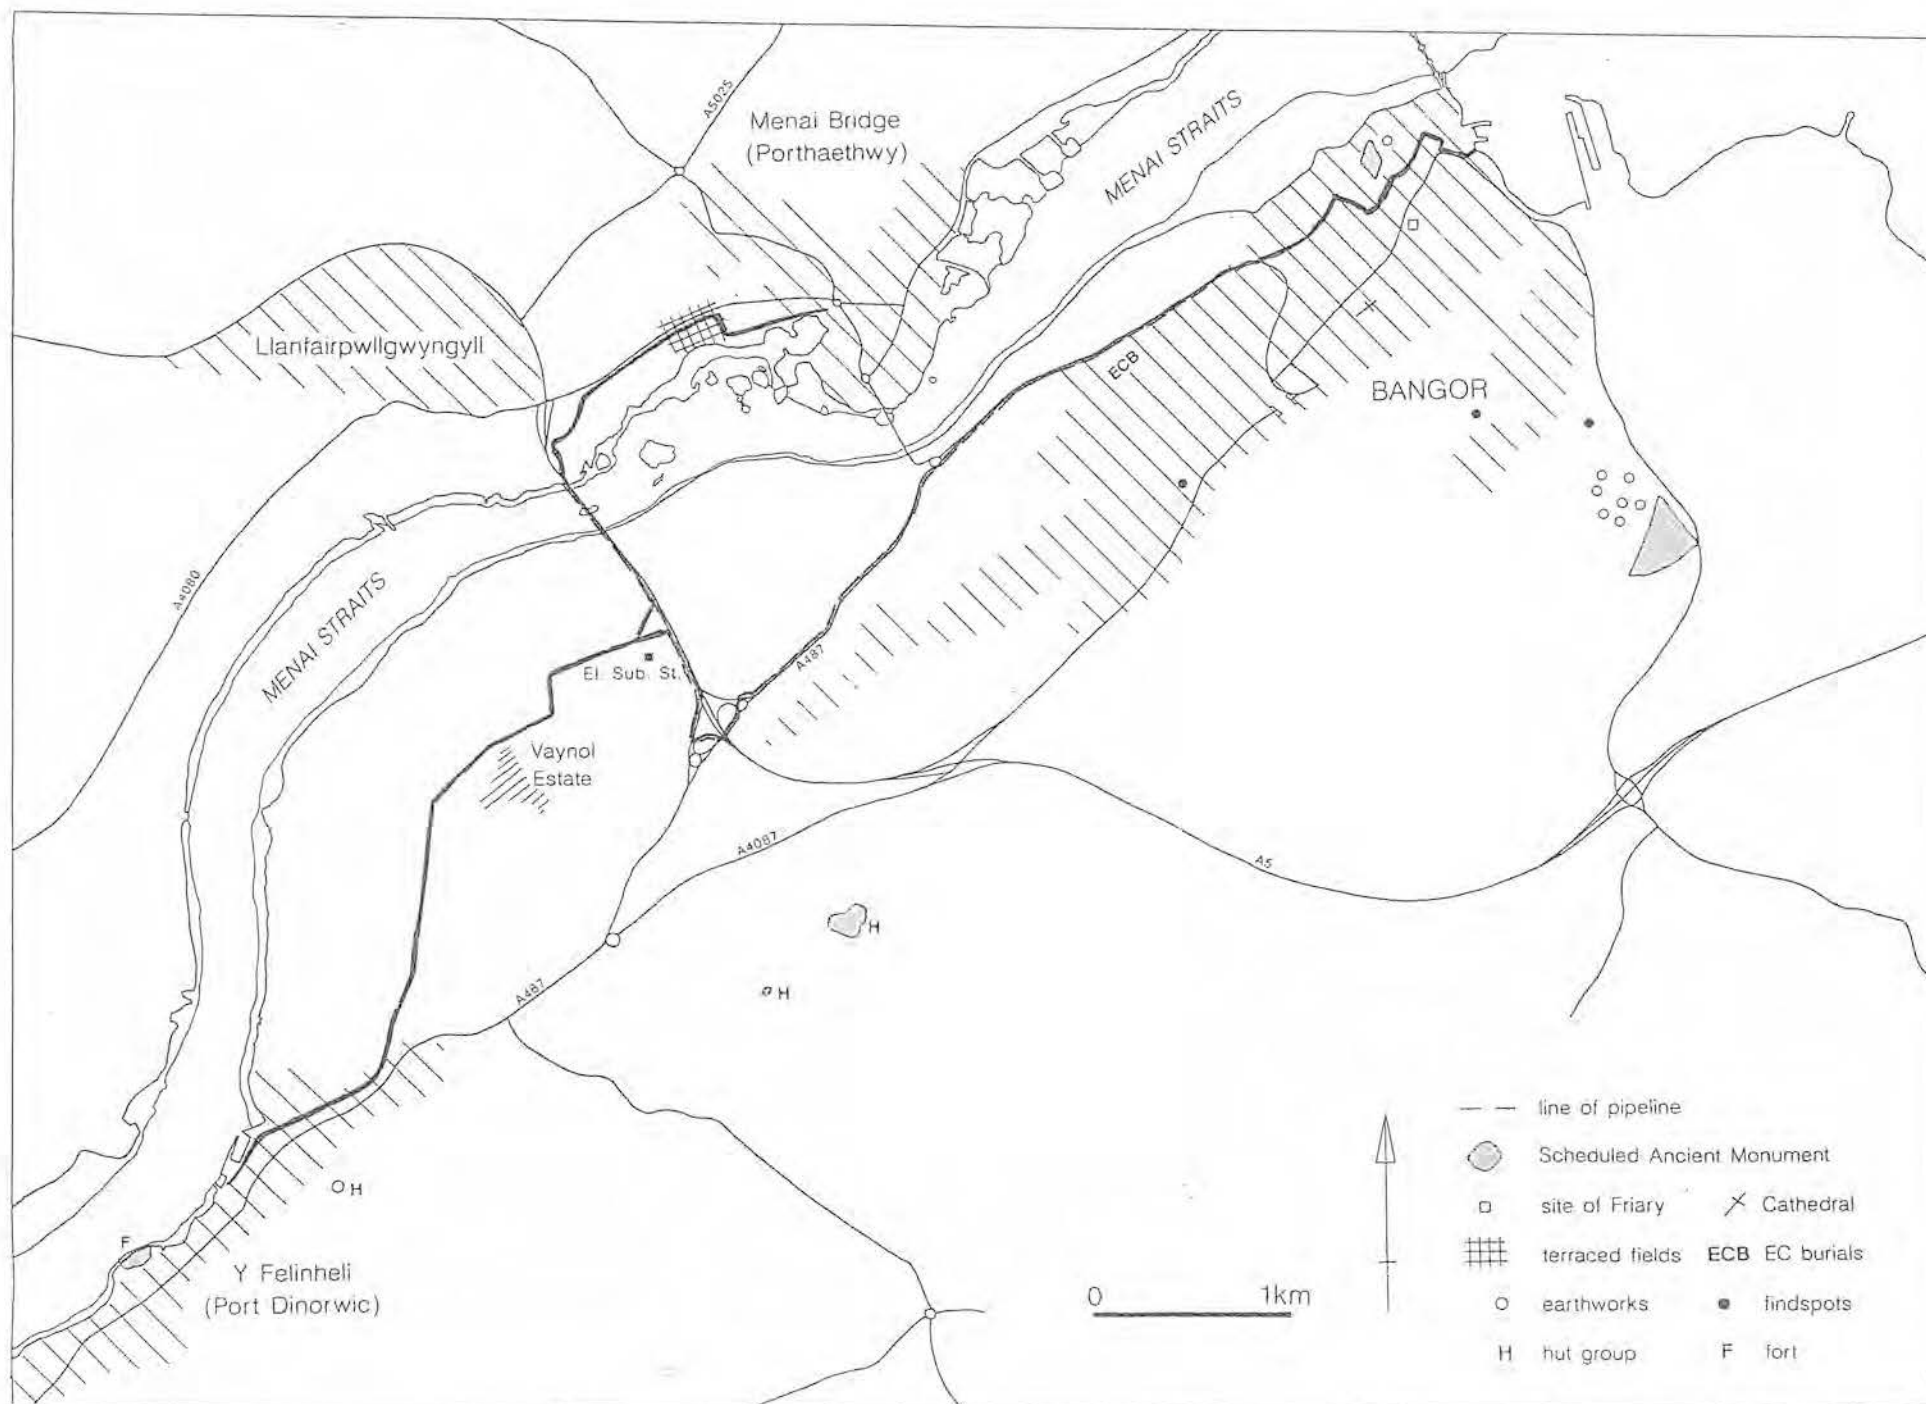 A5025
Menai Bridge
(Porthaethwy)
MENAI STRAITS
Llanfairpwllgwyngyll
ECB
BANGOR
A4080
MENAI STRAITS
El. Sub. St.
A487
Vaynol
Estate
A4087
A5
H
H
A487
H
F
Y Felinheli
(Port Dinorwic)
0 1km
line of pipeline
Scheduled Ancient Monument
site of Friary
Cathedral
terraced fields
ECB EC burials
earthworks
findspots
H hut group
F fort